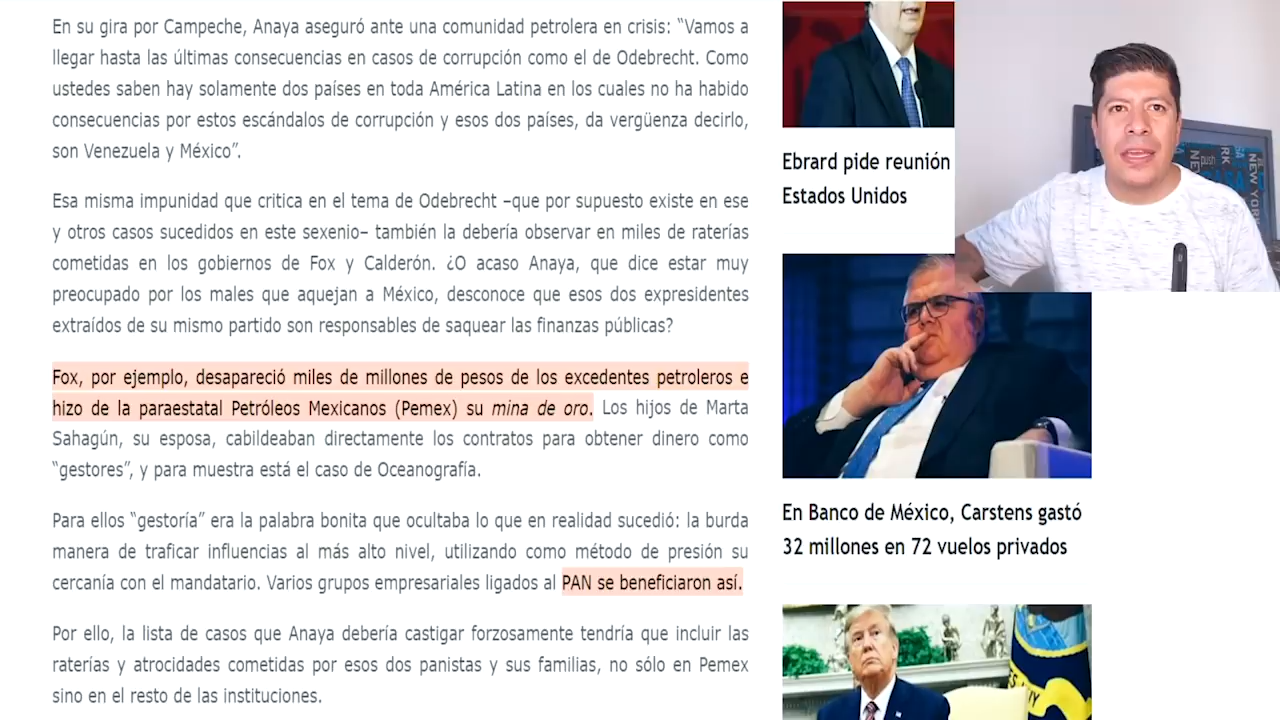 En su gira por Campeche, Anaya aseguró ante una comunidad petrolera en crisis: “Vamos a
llegar hasta las últimas consecuencias en casos de corrupción como el de Odebrecht. Como
ustedes saben hay solamente dos países en toda América Latina en los cuales no ha habido
consecuencias por estos escándalos de corrupción y esos dos países, da vergüenza decirlo,
son Venezuela y México”.
Esa misma impunidad que critica en el tema de Odebrecht –que por supuesto existe en ese
y otros casos sucedidos en este sexenio– también la debería observar en miles de raterías
cometidas en los gobiernos de Fox y Calderón. ¿O acaso Anaya, que dice estar muy
preocupado por los males que aquejan a México, desconoce que esos dos expresidentes
extraídos de su mismo partido son responsables de saquear las finanzas públicas?
Fox, por ejemplo, desapareció miles de millones de pesos de los excedentes petroleros e
hizo de la paraestatal Petróleos Mexicanos (Pemex) su mina de oro. Los hijos de Marta
Sahagún, su esposa, cabildeaban directamente los contratos para obtener dinero como
“gestores”, y para muestra está el caso de Oceanografía.
Para ellos “gestoría” era la palabra bonita que ocultaba lo que en realidad sucedió: la burda
manera de traficar influencias al más alto nivel, utilizando como método de presión su
cercanía con el mandatario. Varios grupos empresariales ligados al PAN se beneficiaron así.
Por ello, la lista de casos que Anaya debería castigar forzosamente tendría que incluir las
raterías y atrocidades cometidas por esos dos panistas y sus familias, no sólo en Pemex
sino en el resto de las instituciones.
Ebrard pide reunión
Estados Unidos
En Banco de México, Carstens gastó
32 millones en 72 vuelos privados
NEW YORK